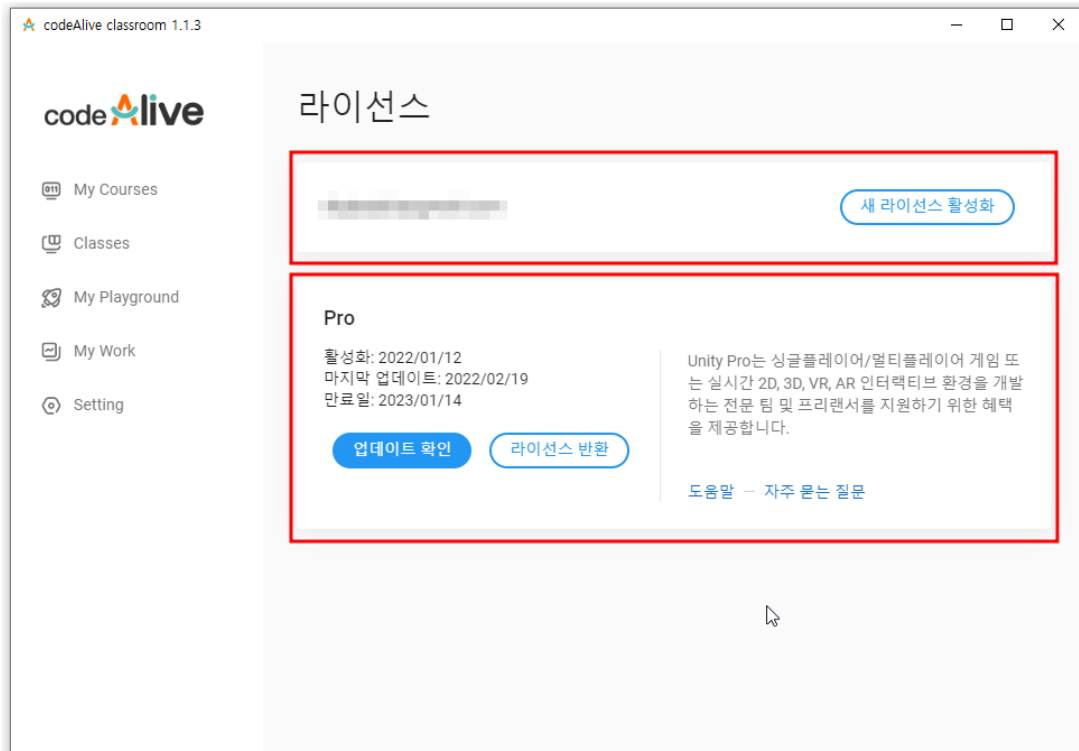 codeAlive classroom 1.1.3
codeAlive
라이선스
My Courses
Classes
My Playground
My Work
Setting
새 라이선스 활성화
Pro
활성화: 2022/01/12
마지막 업데이트: 2022/02/19
만료일: 2023/01/14
업데이트 확인
라이선스 반환
Unity Pro는 싱글플레이어/멀티플레이어 게임 또
는 실시간 2D, 3D, VR, AR 인터랙티브 환경을 개발
하는 전문 팀 및 프리랜서를 지원하기 위한 혜택
을 제공합니다.
도움말 — 자주 묻는 질문